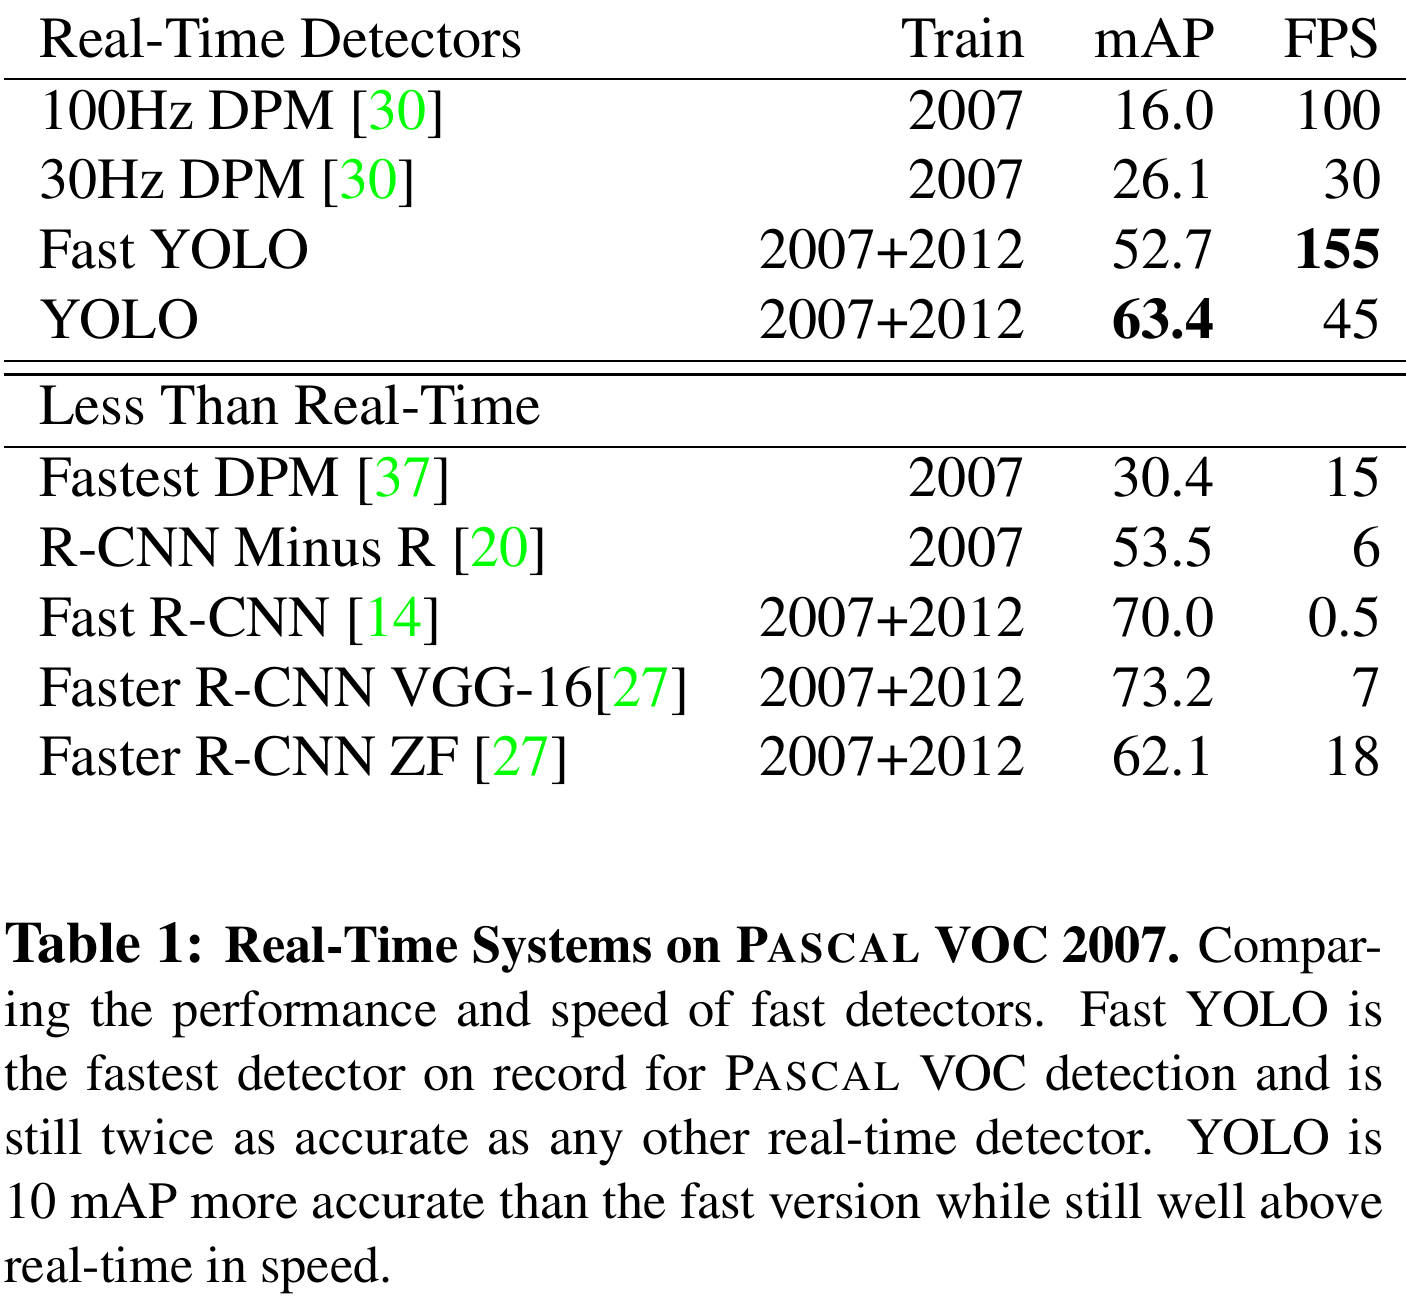 Real-Time Detectors Train mAP FPS
100Hz DPM [30] 2007 16.0 100
30Hz DPM [30] 2007 26.1 30
Fast YOLO 2007+2012 52.7 155
YOLO 2007+2012 63.4 45
Less Than Real-Time
Fastest DPM [37] 2007 30.4 15
R-CNN Minus R [20] 2007 53.5 6
Fast R-CNN [14] 2007+2012 70.0 0.5
Faster R-CNN VGG-16[27] 2007+2012 73.2 7
Faster R-CNN ZF [27] 2007+2012 62.1 18
Table 1: Real-Time Systems on PASCAL VOC 2007. Compar-
ing the performance and speed of fast detectors. Fast YOLO is
the fastest detector on record for PASCAL VOC detection and is
still twice as accurate as any other real-time detector. YOLO is
10 mAP more accurate than the fast version while still well above
real-time in speed.